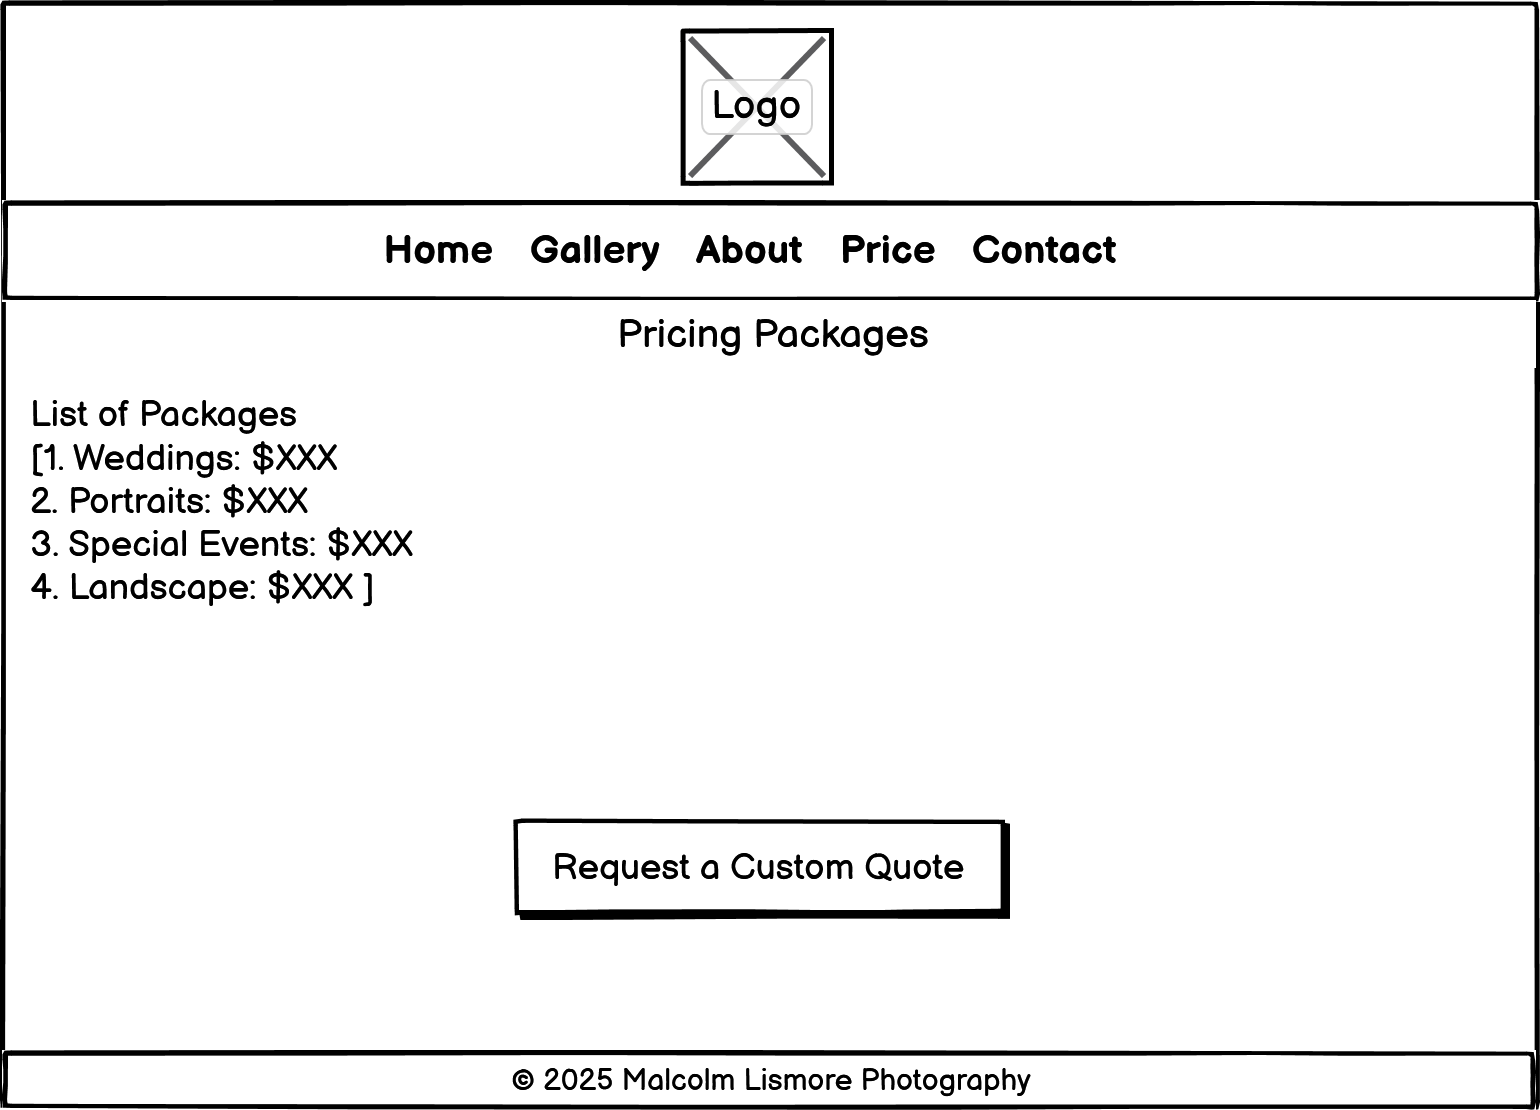 Logo
Home Gallery About Price Contact
Pricing Packages
List of Packages
[1. Weddings: $XXX
2. Portraits: $XXX
3. Special Events: $XXX
4. Landscape: $XXX ]
Request a Custom Quote
© 2025 Malcolm Lismore Photography